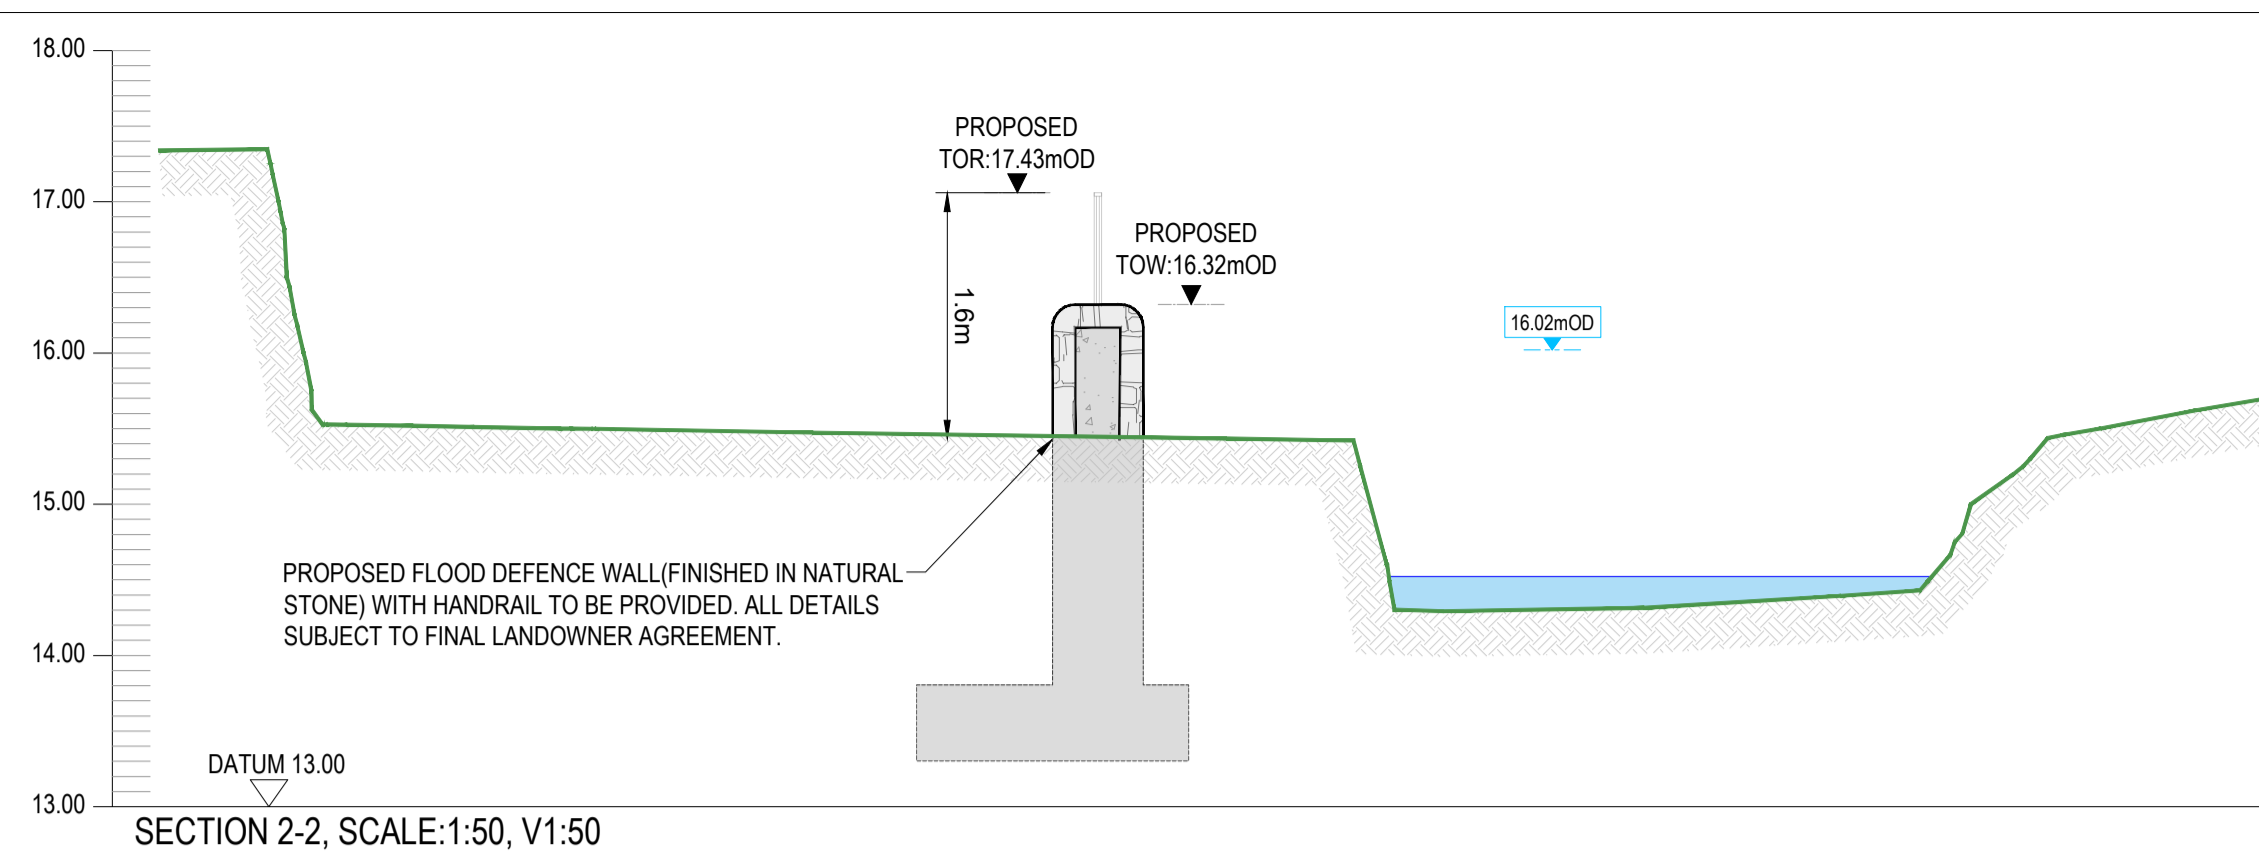 18.00
17.00
16.00
15.00
14.00
13.00
PROPOSED
TOR:17.43mOD
PROPOSED
TOW:16.32mOD
1.6m
16.02mOD
PROPOSED FLOOD DEFENCE WALL(FINISHED IN NATURAL
STONE) WITH HANDRAIL TO BE PROVIDED. ALL DETAILS
SUBJECT TO FINAL LANDOWNER AGREEMENT.
DATUM 13.00
SECTION 2-2, SCALE:1:50, V1:50